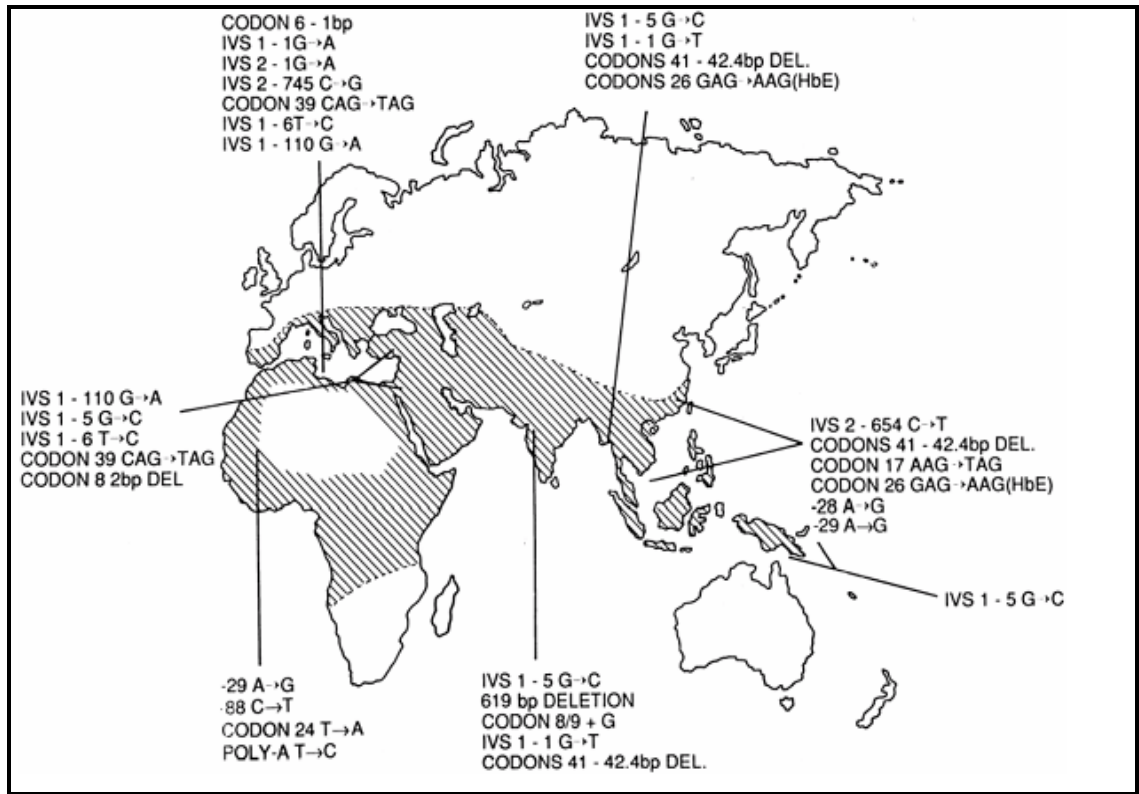 CODON 6 - 1bp
IVS 1 - 1G→A
IVS 2 - 1G→A
IVS 2 - 745 C→G
CODON 39 CAG→TAG
IVS 1 - 6T→C
IVS 1 - 110 G→A
IVS 1 - 5 G→C
IVS 1 - 1 G→T
CODONS 41 - 42.4bp DEL.
CODONS 26 GAG→AAG(HbE)
IVS 1 - 110 G→A
IVS 1 - 5 G→C
IVS 1 - 6 T→C
CODON 39 CAG→TAG
CODON 8 2bp DEL
IVS 2 - 654 C→T
CODONS 41 - 42.4bp DEL.
CODON 17 AAG→TAG
CODON 26 GAG→AAG(HbE)
-28 A→G
-29 A→G
IVS 1 - 5 G→C
-29 A→G
-88 C→T
CODON 24 T→A
POLY-A T→C
IVS 1 - 5 G→C
619 bp DELETION
CODON 8/9 + G
IVS 1 - 1 G→T
CODONS 41 - 42.4bp DEL.